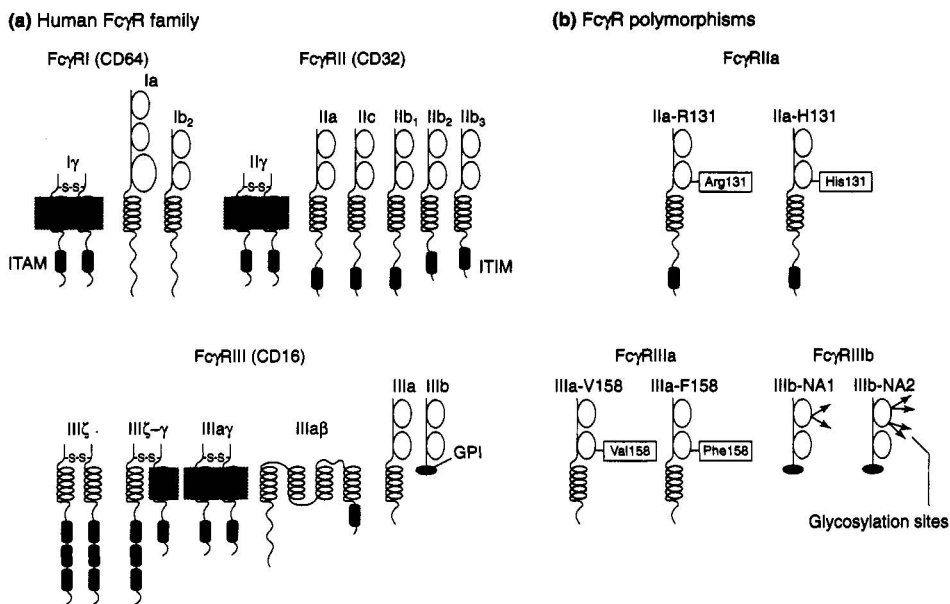 (a) Human FcγR family
FcγRI (CD64)
FcγRII (CD32)
Ia
Ib₂
Iγ
s-s
ITAM
IIγ
s-s
IIa
IIc
IIb₁
IIb₂
IIb₃
ITIM
FcγRIII (CD16)
IIIζ
s-s
IIIζ–γ
s-s
IIIaγ
s-s
IIIaβ
IIIa
IIIb
GPI
(b) FcγR polymorphisms
FcγRIIa
IIa-R131
IIa-H131
Arg131
His131
FcγRIIIa
FcγRIIIb
IIIa-V158
IIIa-F158
IIIb-NA1
IIIb-NA2
Val158
Phe158
Glycosylation sites